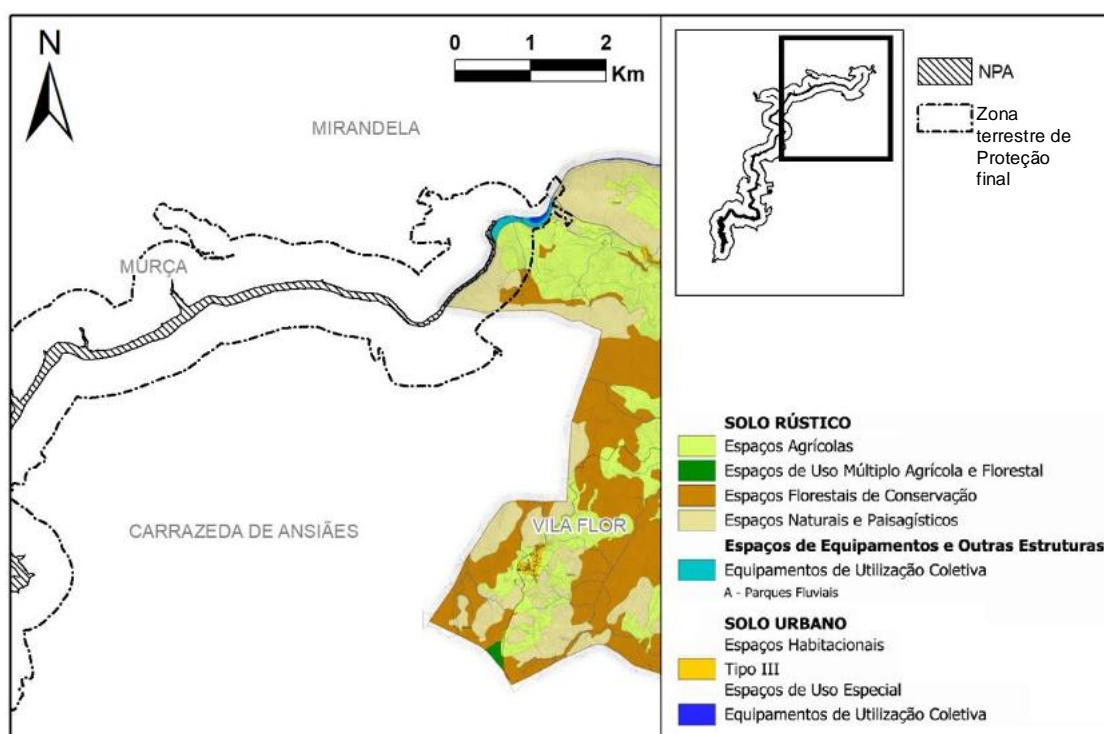 N
0 1 2
Km
MIRANDELA
MURÇA
CARRAZEDA DE ANSIÃES
VILA FLOR
NPA
Zona
terrestre de
Proteção
final
SOLO RÚSTICO
Espaços Agrícolas
Espaços de Uso Múltiplo Agrícola e Florestal
Espaços Florestais de Conservação
Espaços Naturais e Paisagísticos
Espaços de Equipamentos e Outras Estruturas
Equipamentos de Utilização Coletiva
A - Parques Fluviais
SOLO URBANO
Espaços Habitacionais
Tipo III
Espaços de Uso Especial
Equipamentos de Utilização Coletiva